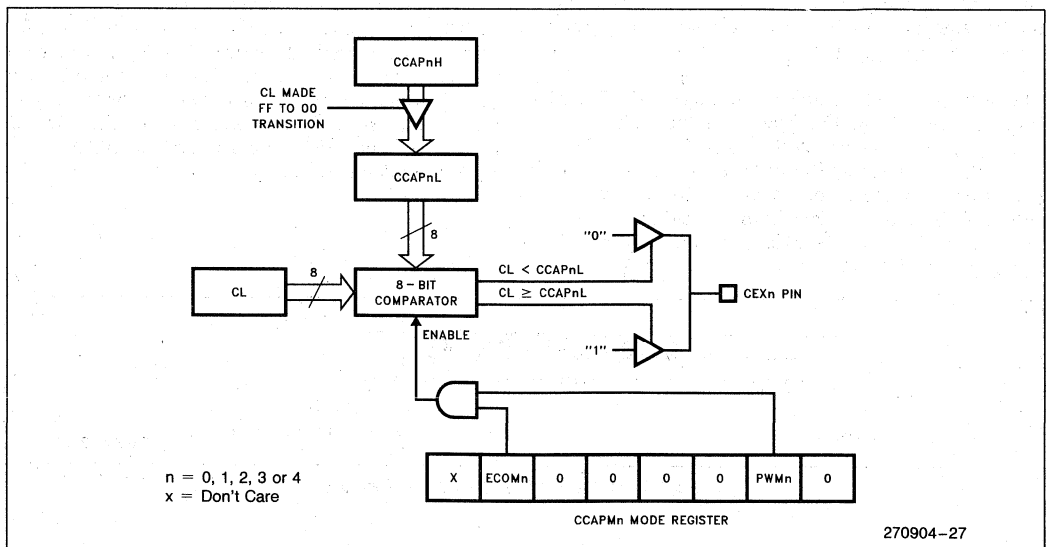 CCAPnH
CL MADE
FF TO 00
TRANSITION
CCAPnL
8
"0"
CL < CCAPnL
8
CL
8-BIT
COMPARATOR
CL ≥ CCAPnL
CEXn PIN
ENABLE
"1"
X ECOMn 0 0 0 0 PWMn 0
n = 0, 1, 2, 3 or 4
x = Don't Care
CCAPMn MODE REGISTER
270904-27